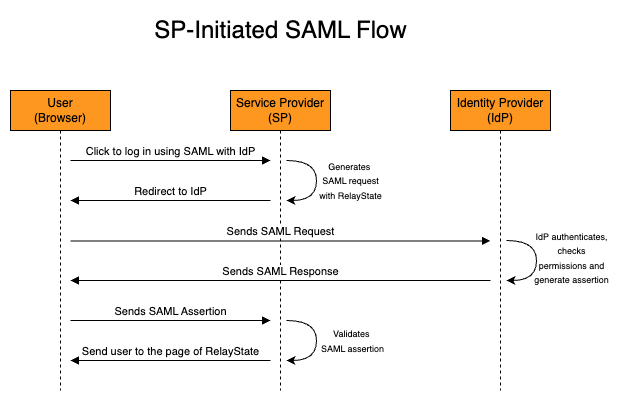 SP-Initiated SAML Flow
User
(Browser)
Service Provider
(SP)
Identity Provider
(IdP)
Click to log in using SAML with IdP
Generates
SAML request
with RelayState
Redirect to IdP
Sends SAML Request
IdP authenticates,
checks
permissions and
generate assertion
Sends SAML Response
Sends SAML Assertion
Validates
SAML assertion
Send user to the page of RelayState